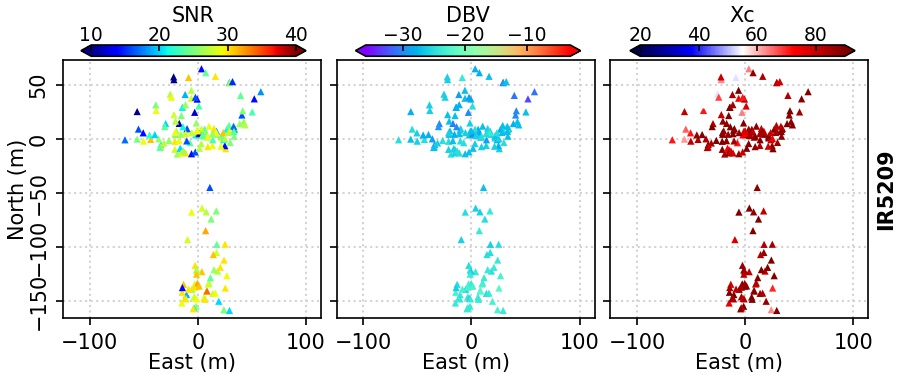 SNR DBV Xc
10 20 30 40 −30 −20 −10 20 40 60 80
50
0
−50
−100
−150
North (m)
−100 0 100 −100 0 100 −100 0 100
East (m) East (m) East (m)
IR5209